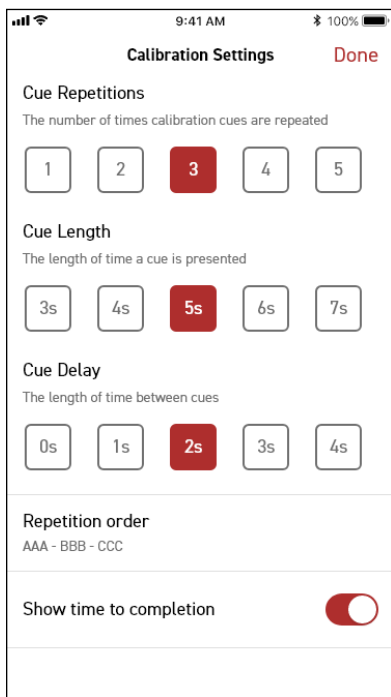 9:41 AM
100%
Calibration Settings
Done
Cue Repetitions
The number of times calibration cues are repeated
1 2 3 4 5
Cue Length
The length of time a cue is presented
3s 4s 5s 6s 7s
Cue Delay
The length of time between cues
0s 1s 2s 3s 4s
Repetition order
AAA - BBB - CCC
Show time to completion